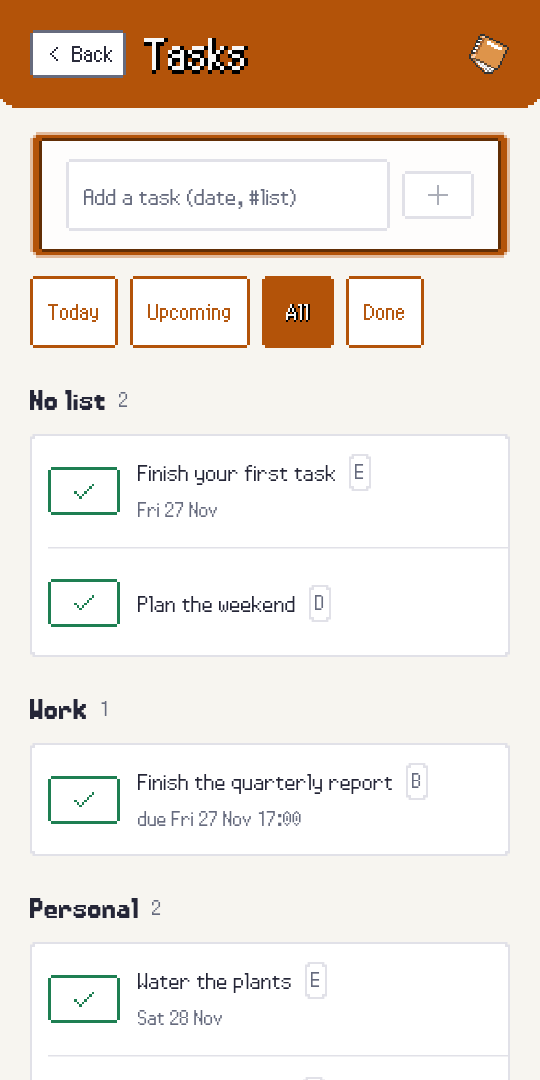 Back
Tasks
Add a task (date, #list)
Today
Upcoming
All
Done
No list 2
Finish your first task E
Fri 27 Nov
Plan the weekend D
Work 1
Finish the quarterly report B
due Fri 27 Nov 17:00
Personal 2
Water the plants E
Sat 28 Nov